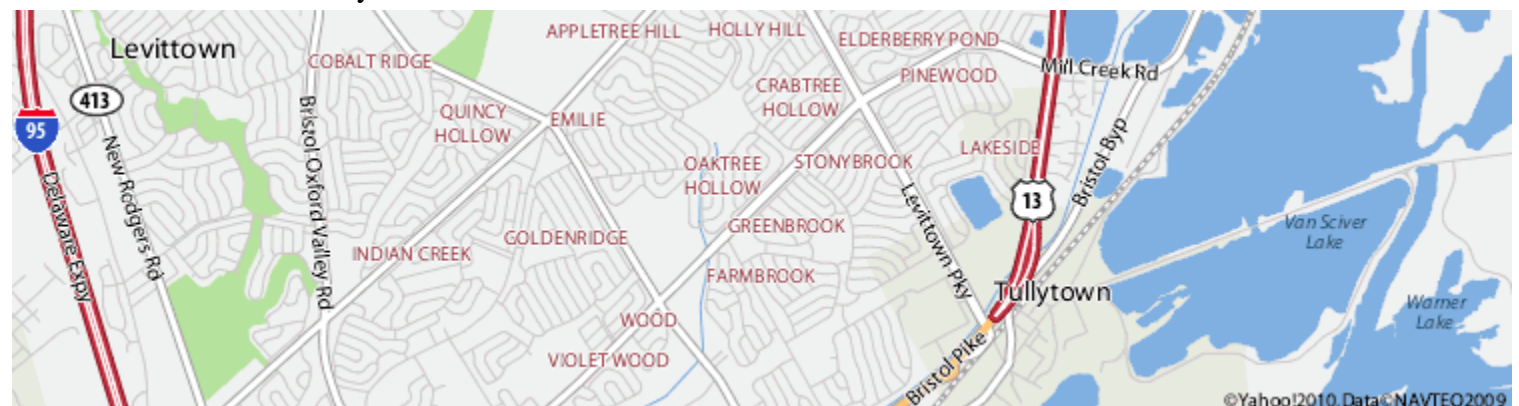 Levittown
APPLETREE HILL
HOLLY HILL
ELDERBERRY POND
COBALT RIDGE
Mill Creek Rd
PINEWOOD
CRABTREE
HOLLOW
413
QUINCY
HOLLOW
EMILIE
95
Bristol Oxford Valley Rd
New Rodgers Rd
Delaware Expy
OAKTREE
HOLLOW
STONYBROOK
LAKESIDE
Bristol Byp
13
Levittown Pky
GREENBROOK
GOLDENRIDGE
INDIAN CREEK
FARMBROOK
Van Sciver
Lake
Tullytown
Warner
Lake
WOOD
VIOLET WOOD
Bristol Pike
©Yahoo!2010,Data©NAVTEQ2009